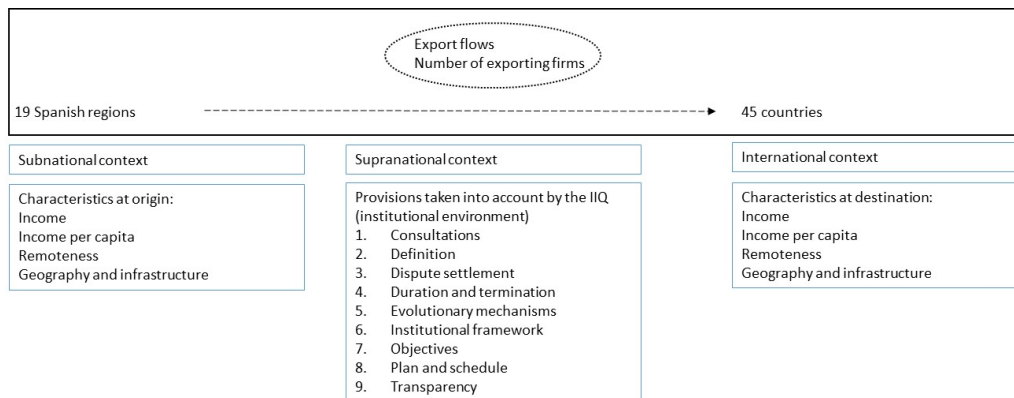 Export flows
Number of exporting firms
19 Spanish regions
45 countries
Subnational context
Supranational context
International context
Characteristics at origin:
Income
Income per capita
Remoteness
Geography and infrastructure
Provisions taken into account by the IIQ
(institutional environment)
1. Consultations
2. Definition
3. Dispute settlement
4. Duration and termination
5. Evolutionary mechanisms
6. Institutional framework
7. Objectives
8. Plan and schedule
9. Transparency
Characteristics at destination:
Income
Income per capita
Remoteness
Geography and infrastructure